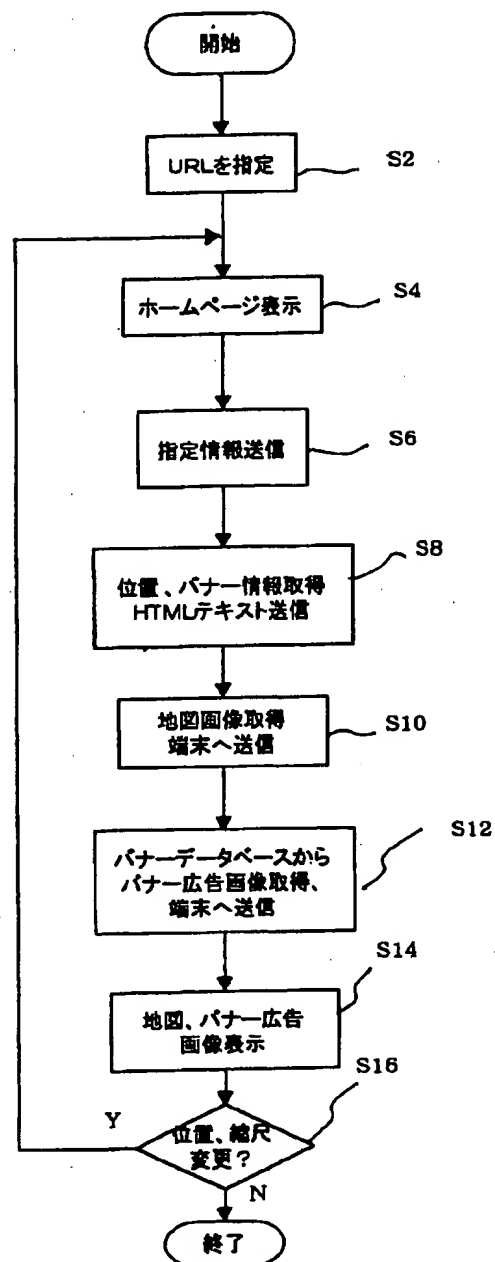 開始
URLを指定
S2
ホームページ表示
S4
指定情報送信
S6
位置、バナー情報取得
HTMLテキスト送信
S8
地図画像取得
端末へ送信
S10
バナーデータベースから
バナー広告画像取得、
端末へ送信
S12
地図、バナー広告
画像表示
S14
位置、縮尺
変更?
S16
Y
N
終了